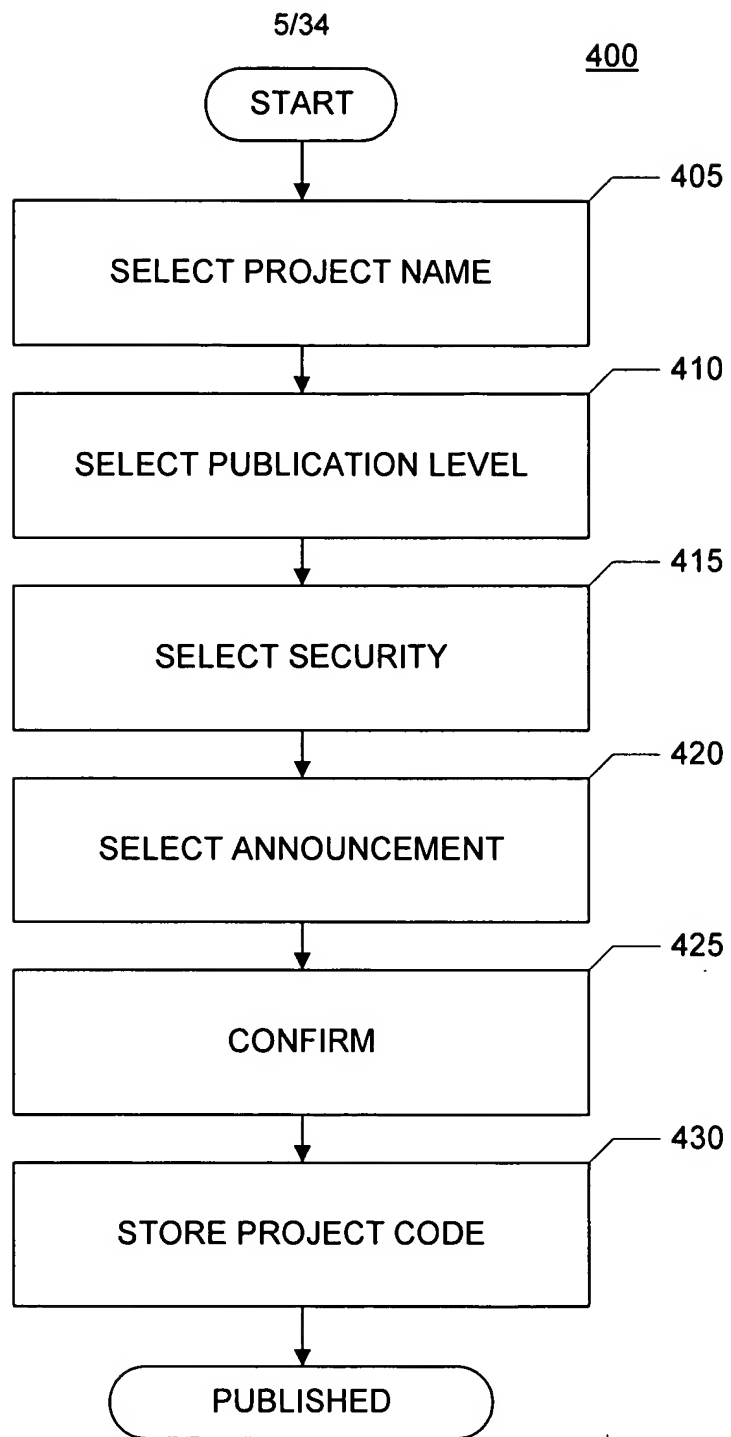 5/34
400
START
405
SELECT PROJECT NAME
410
SELECT PUBLICATION LEVEL
415
SELECT SECURITY
420
SELECT ANNOUNCEMENT
425
CONFIRM
430
STORE PROJECT CODE
PUBLISHED